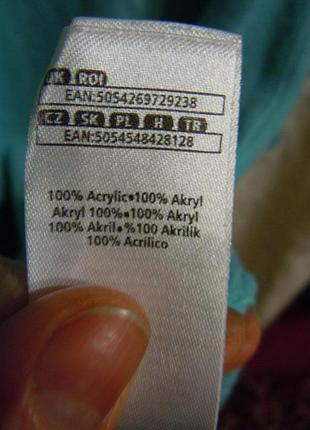 UK ROI
EAN:5054269729238
CZ SK PL H TR
EAN:5054548428128
100% Acrylic•100% Akryl
Akryl 100%•100% Akryl
100% Akril•%100 Akrilik
100% Acrílico